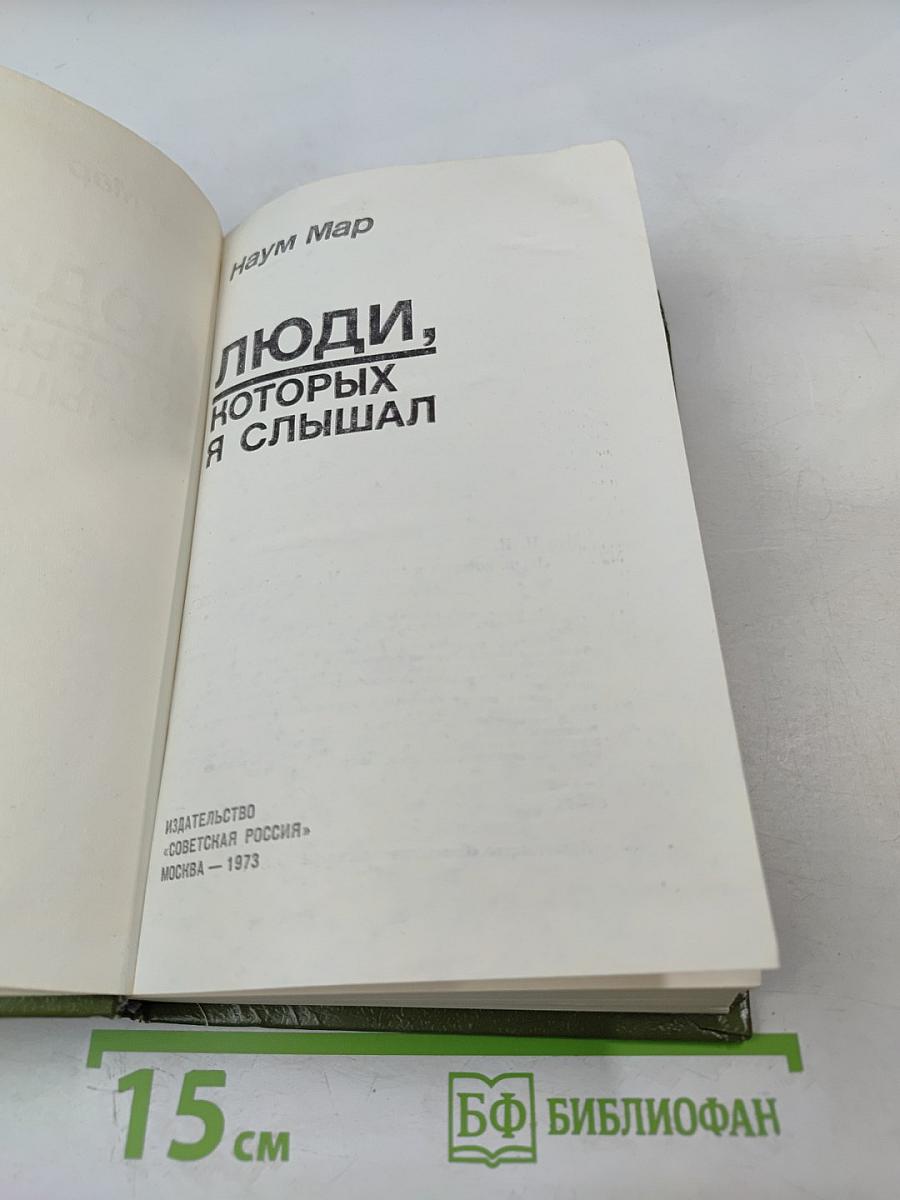 Наум Мар
ЛЮДИ,
КОТОРЫХ
Я СЛЫШАЛ
ИЗДАТЕЛЬСТВО
«СОВЕТСКАЯ РОССИЯ»
МОСКВА — 1973
15 см
БФ БИБЛИОФАН